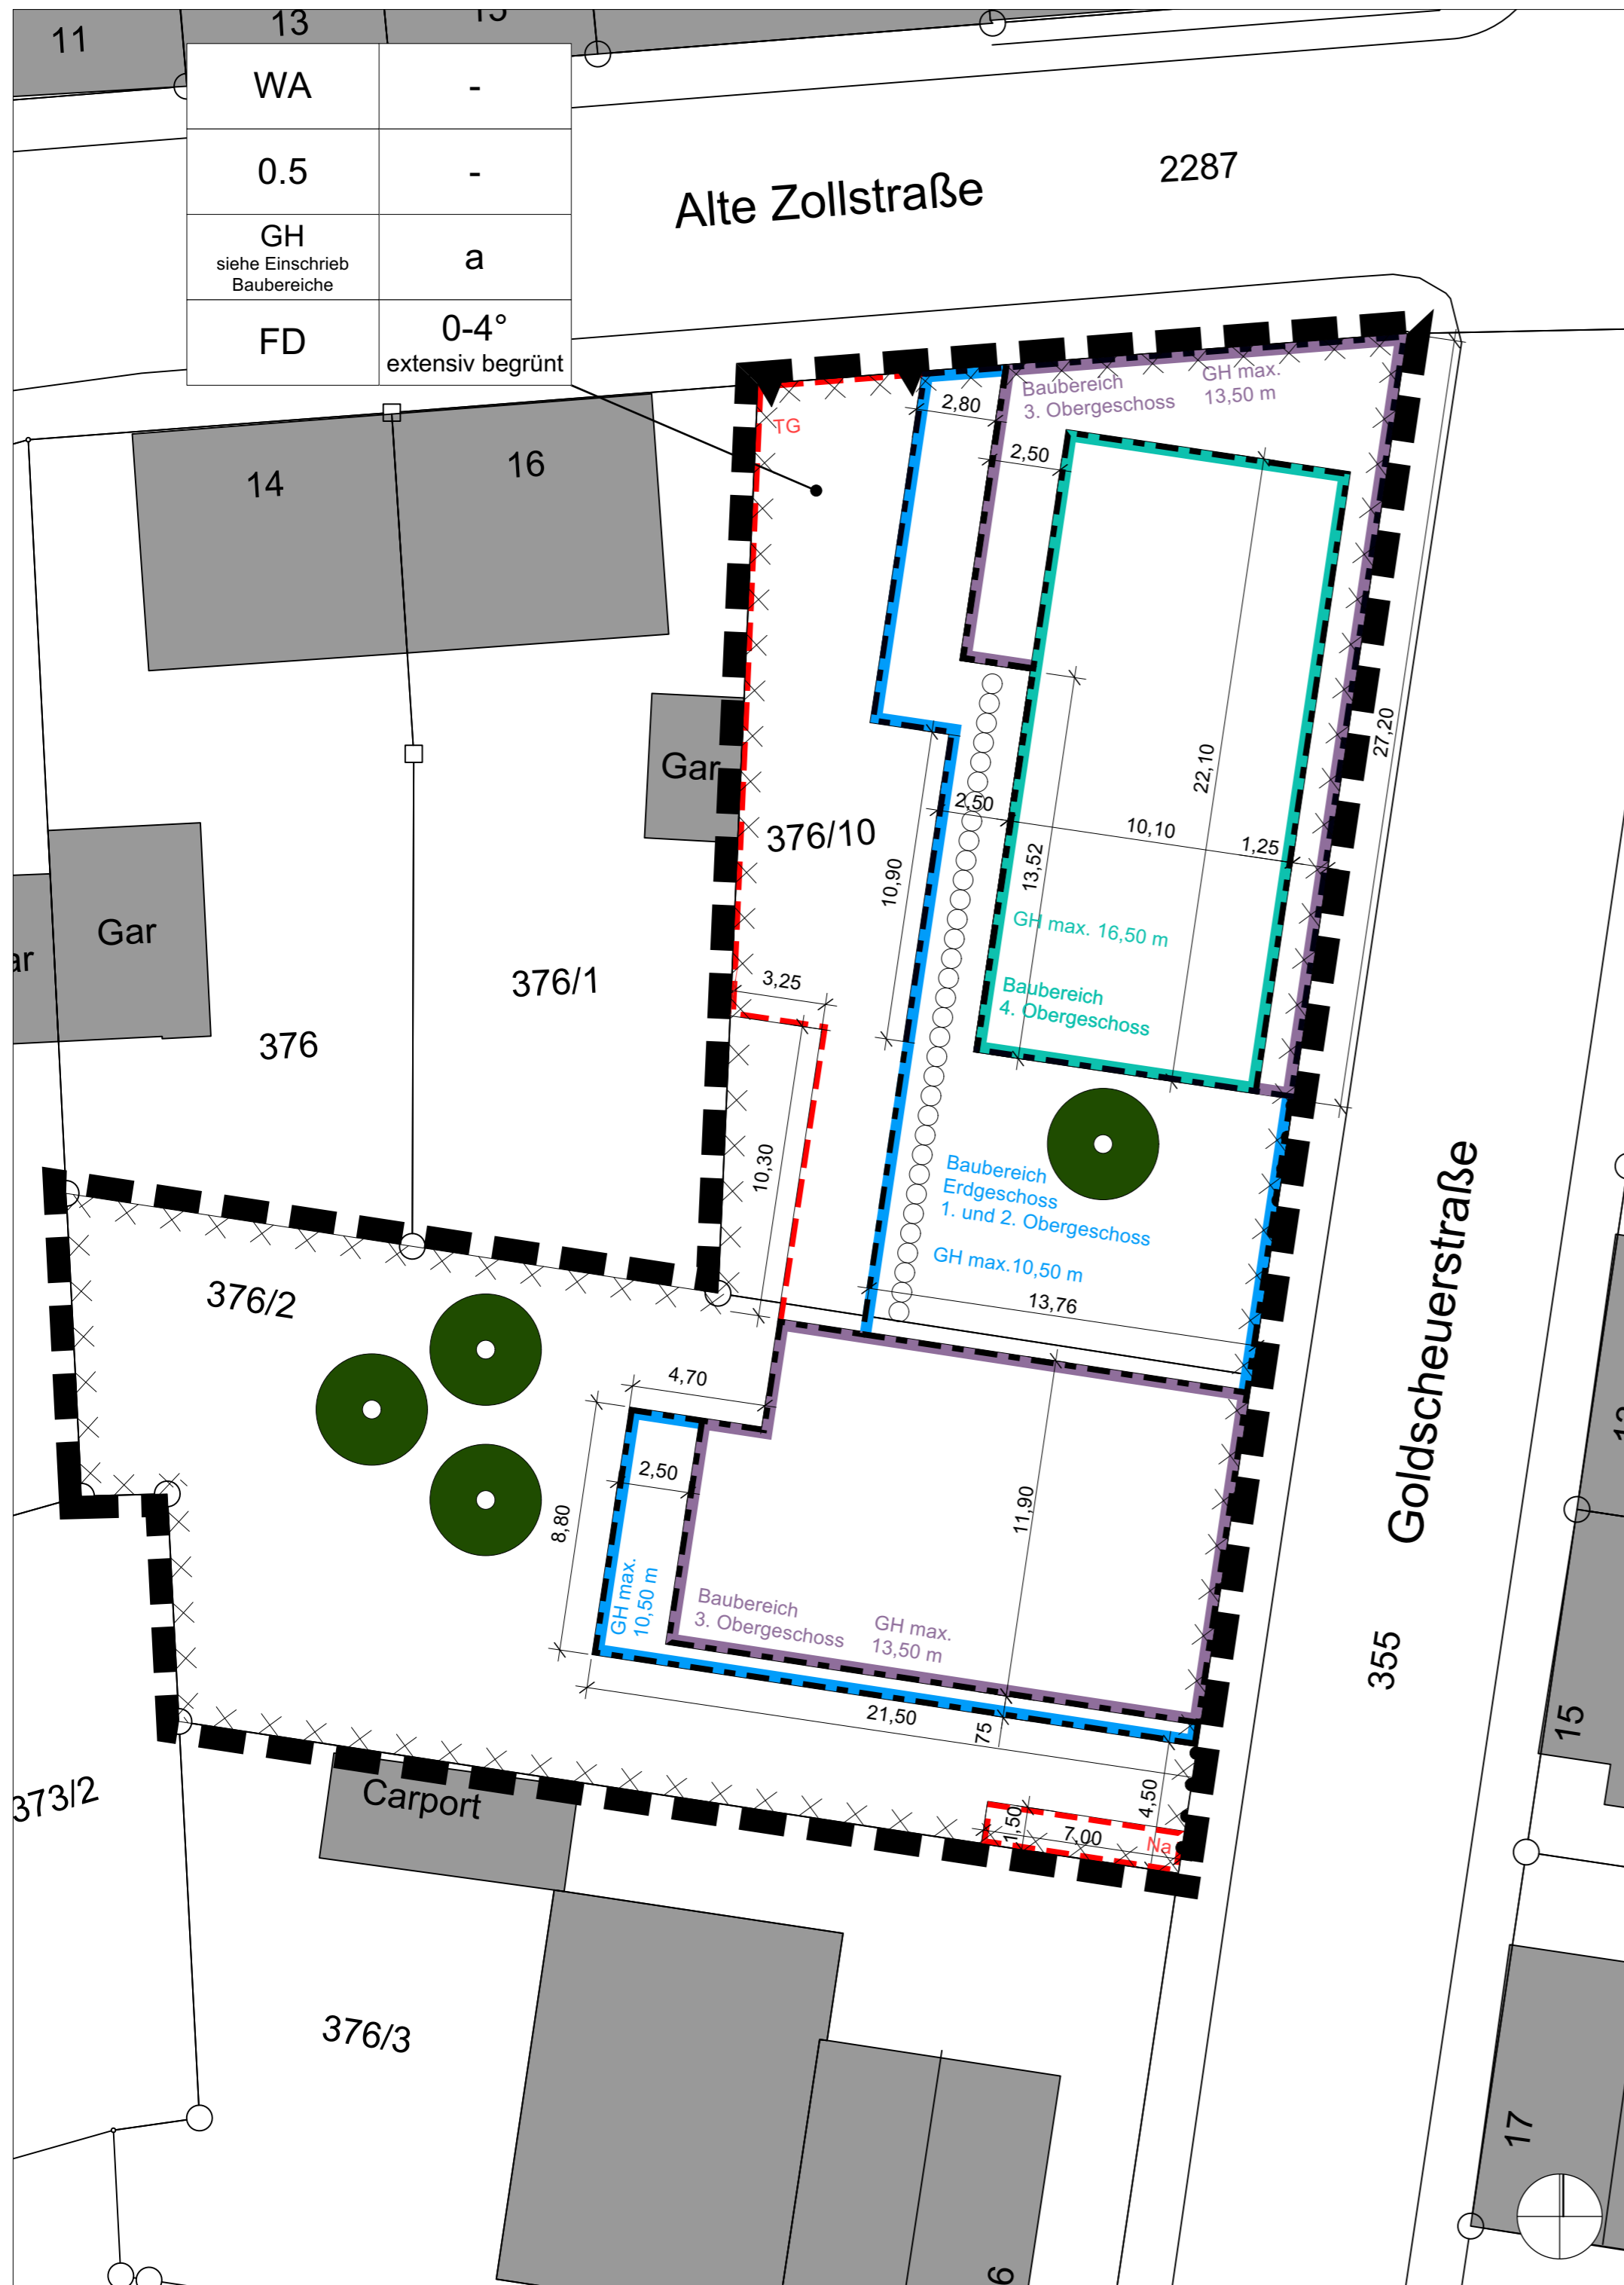 11
13
15
WA
-
0.5
-
GH
siehe Einschrieb
Baubereiche
a
FD
0-4°
extensiv begrünt
Alte Zollstraße
2287
Baubereich
3. Obergeschoss
GH max.
13,50 m
2,80
TG
2,50
14
16
27,20
22,10
Gar
376/10
2,50
10,10
1,25
13,52
10,90
Gar
ar
GH max. 16,50 m
376/1
3,25
Baubereich
4. Obergeschoss
376
10,30
Baubereich
Erdgeschoss
1. und 2. Obergeschoss
GH max.10,50 m
Goldscheuerstraße
376/2
13,76
4,70
2,50
8,80
11,90
GH max.
10,50 m
Baubereich
3. Obergeschoss
GH max.
13,50 m
355
21,50
75
15
373/2
Carport
4,50
1,50
7,00
Na
376/3
17
6